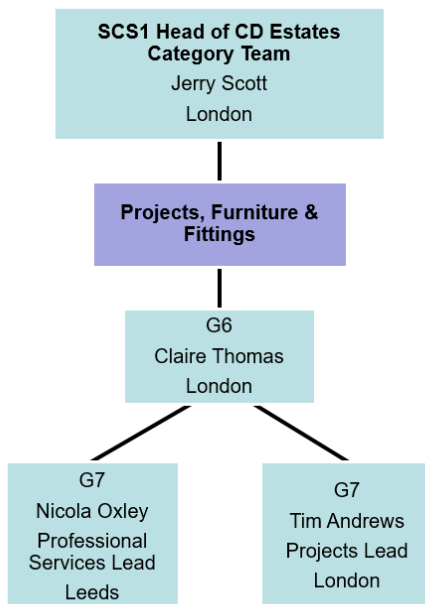 SCS1 Head of CD Estates
Category Team
Jerry Scott
London
Projects, Furniture &
Fittings
G6
Claire Thomas
London
G7
Nicola Oxley
Professional
Services Lead
Leeds
G7
Tim Andrews
Projects Lead
London